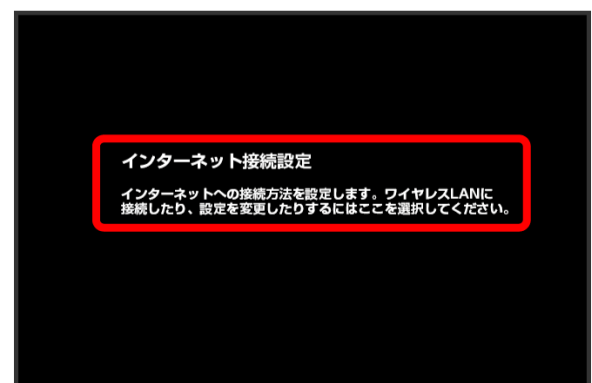 インターネット接続設定
インターネットへの接続方法を設定します。ワイヤレスLANに
接続したり、設定を変更したりするにはここを選択してください。